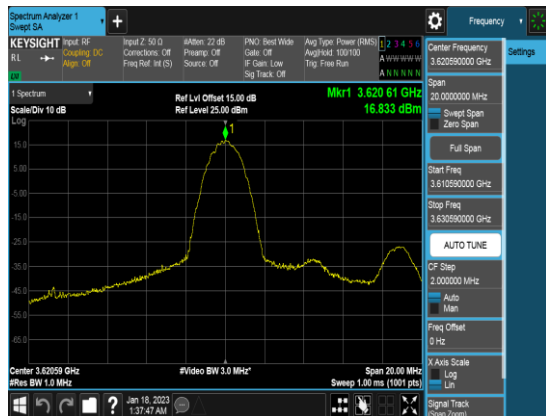 Spectrum Analyzer 1
Swept SA
+
Frequency
KEYSIGHT
Input: RF
Coupling: DC
Align: Off
Input Z: 50 Ω
Corrections: Off
Freq Ref: Int (S)
#Atten: 22 dB
Preamp: Off
Source: Off
PNO: Best Wide
Gate: Off
IF Gain: Low
Sig Track: Off
Avg Type: Power (RMS)
Avg|Hold: 100/100
Trig: Free Run
1 2 3 4 5 6
A W W W W W
A N N N N N
R L
1 Spectrum
Scale/Div 10 dB
Ref Lvl Offset 15.00 dB
Ref Level 25.00 dBm
Mkr1 3.620 61 GHz
16.833 dBm
Log
1
15.0
5.00
-5.00
-15.0
-25.0
-35.0
-45.0
-55.0
-65.0
Center 3.62059 GHz
#Res BW 1.0 MHz
#Video BW 3.0 MHz*
Span 20.00 MHz
Sweep 1.00 ms (1001 pts)
Center Frequency
3.620590000 GHz
Settings
Span
20.0000000 MHz
Swept Span
Zero Span
Full Span
Start Freq
3.610590000 GHz
Stop Freq
3.630590000 GHz
AUTO TUNE
CF Step
2.000000 MHz
Auto
Man
Freq Offset
0 Hz
X Axis Scale
Log
Lin
Signal Track
(Span Zoom)
?
Jan 18, 2023
1:37:47 AM